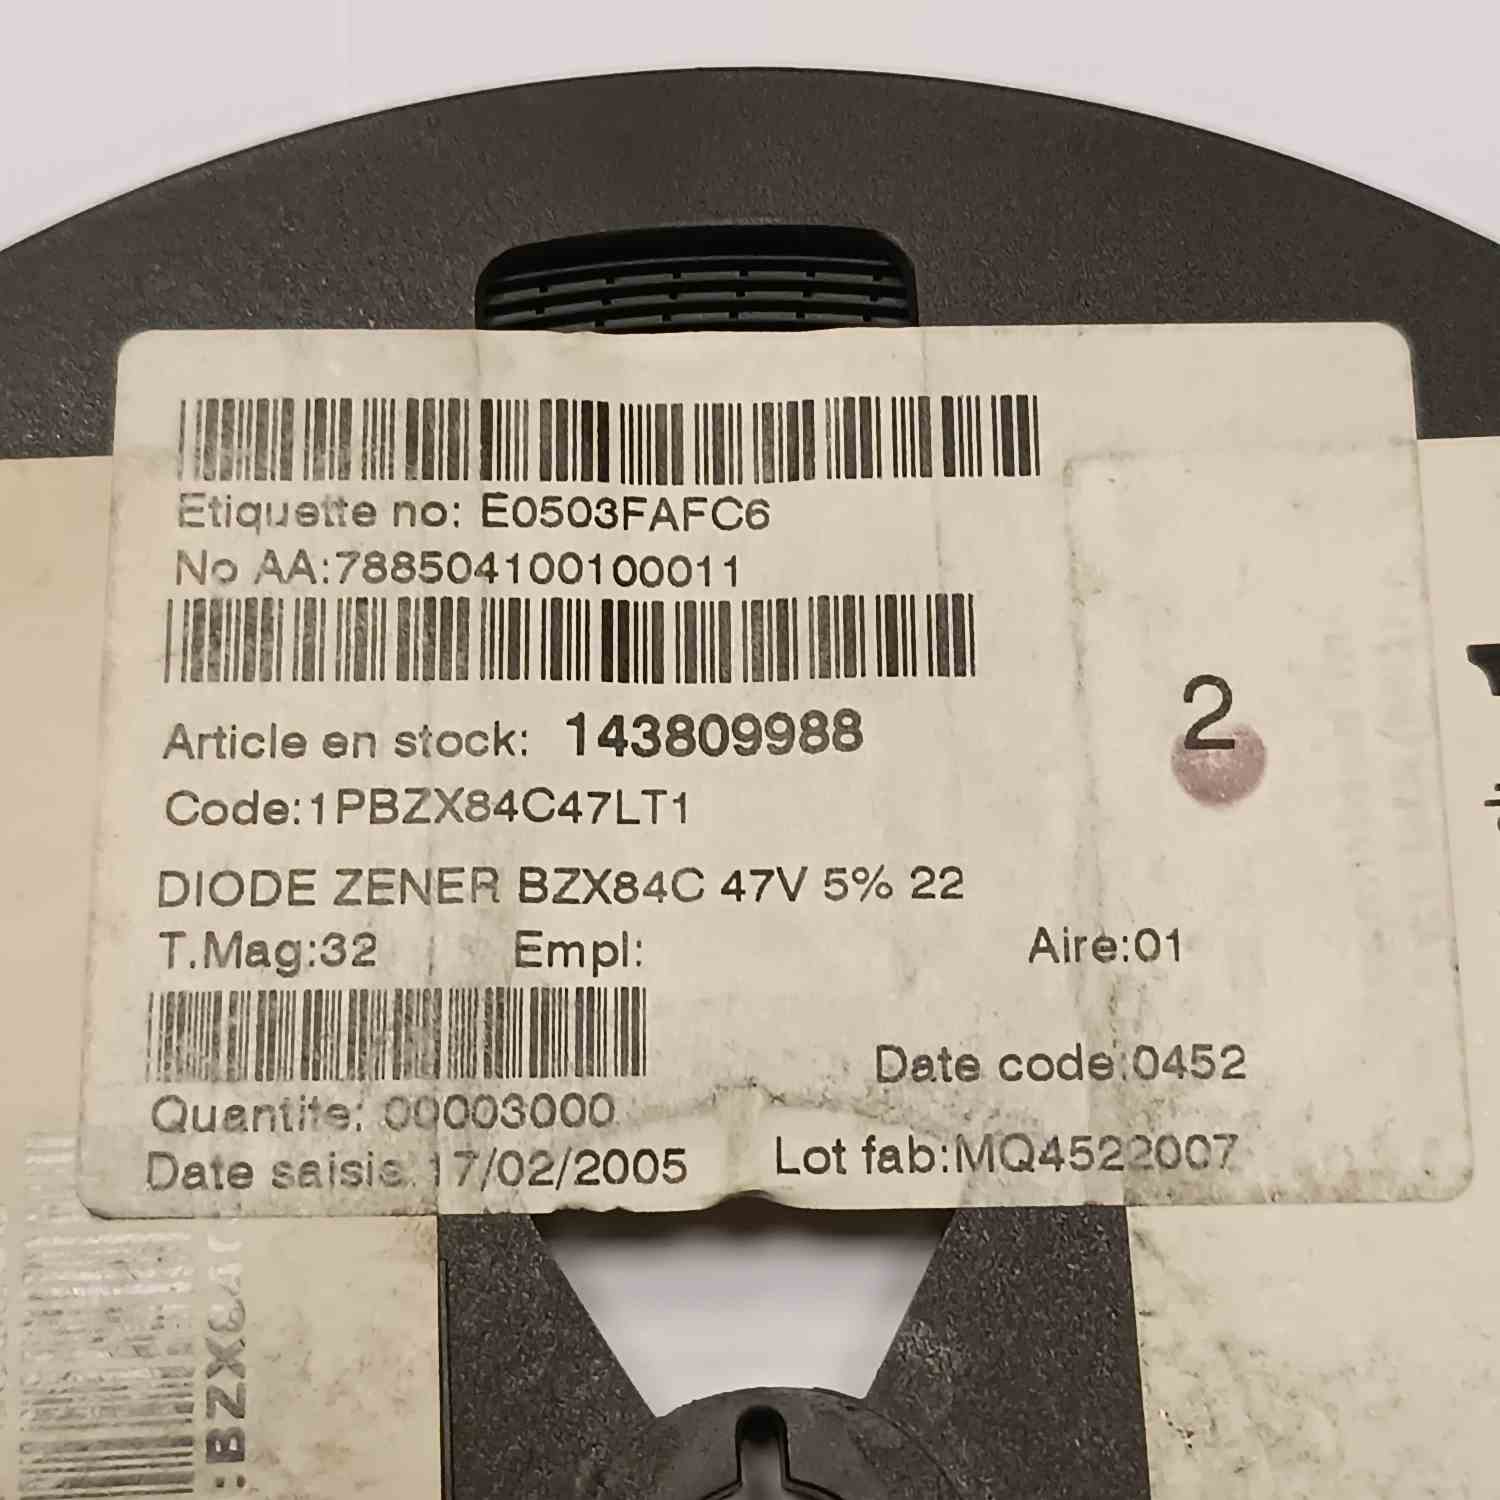 Etiquette no: E0503FAFC6
No AA:788504100100011
Article en stock: 143809988
2
Code:1PBZX84C47LT1
DIODE ZENER BZX84C 47V 5% 22
T.Mag:32 Empl: Aire:01
Date code:0452
Quantite: 00003000
Date saisie:17/02/2005 Lot fab:MQ4522007